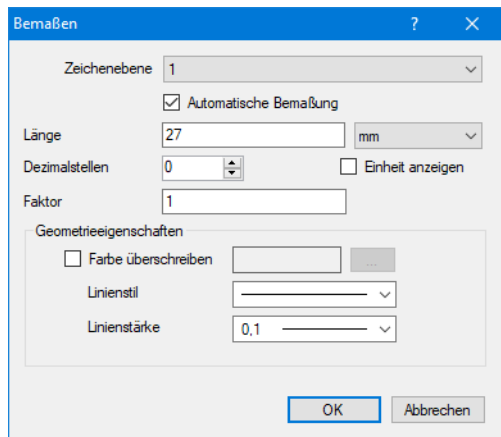 Bemaßen ?
Zeichenebene 1
Automatische Bemaßung
Länge 27 mm
Dezimalstellen 0 Einheit anzeigen
Faktor 1
Geometrieeigenschaften
Farbe überschreiben ...
Linienstil
Linienstärke 0,1
OK Abbrechen